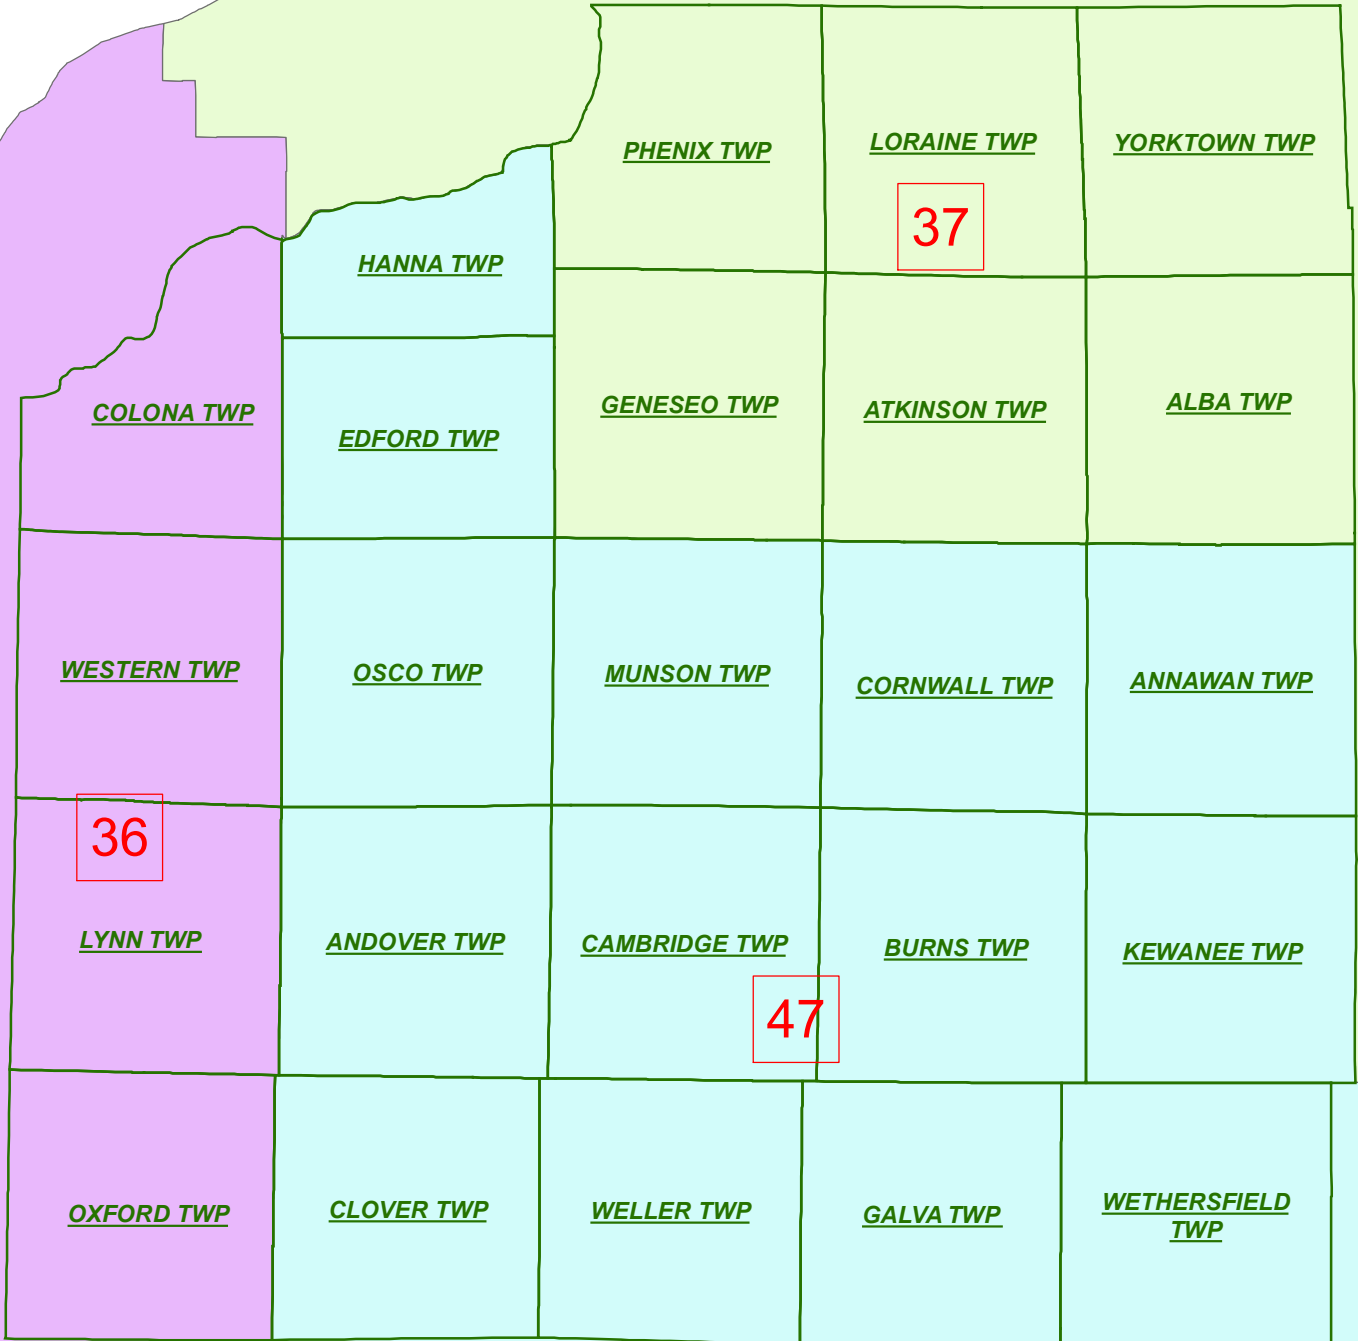 PHENIX TWP
LORAINE TWP
YORKTOWN TWP
37
HANNA TWP
COLONA TWP
EDFORD TWP
GENESEO TWP
ATKINSON TWP
ALBA TWP
WESTERN TWP
OSCO TWP
MUNSON TWP
CORNWALL TWP
ANNAWAN TWP
36
LYNN TWP
ANDOVER TWP
CAMBRIDGE TWP
BURNS TWP
KEWANEE TWP
47
OXFORD TWP
CLOVER TWP
WELLER TWP
GALVA TWP
WETHERSFIELD
TWP